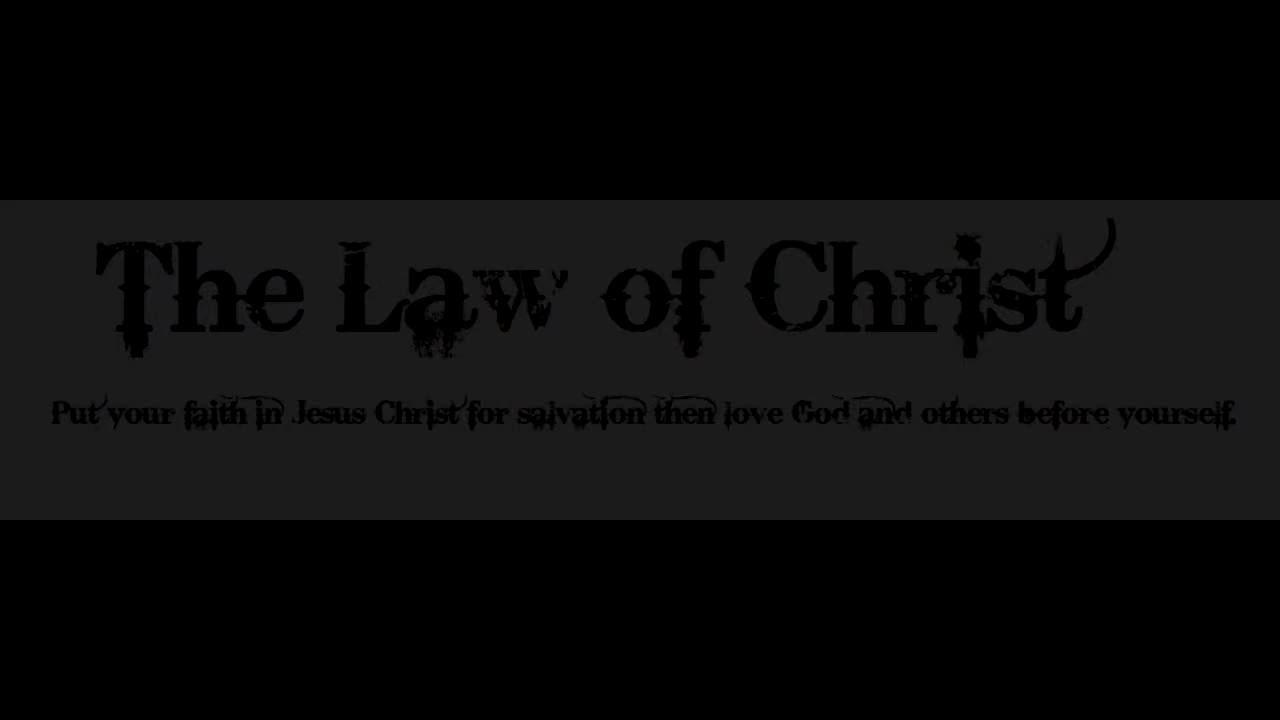 The Law of Christ
Put your faith in Jesus Christ for salvation then love God and others before yourself.